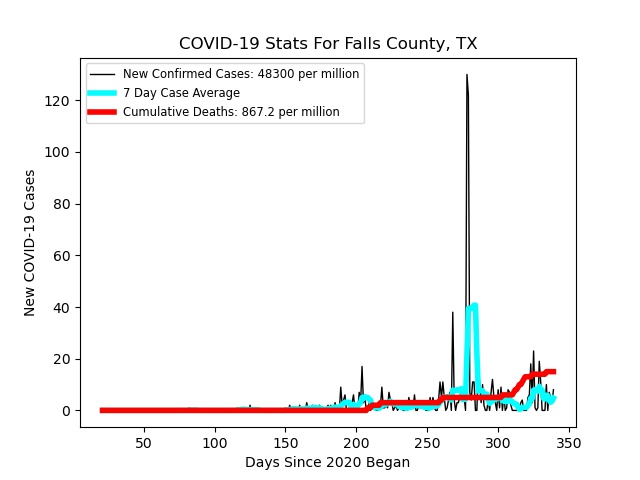 COVID-19 Stats For Falls County, TX
New Confirmed Cases: 48300 per million
7 Day Case Average
Cumulative Deaths: 867.2 per million
New COVID-19 Cases
120
100
80
60
40
20
0
50
100
150
200
250
300
350
Days Since 2020 Began